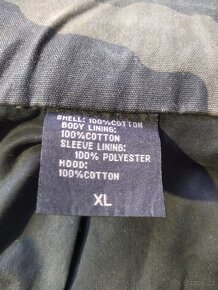 SHELL: 100%COTTON
BODY LINING:
100%COTTON
SLEEVE LINING:
100% POLYESTER
HOOD:
100%COTTON
XL